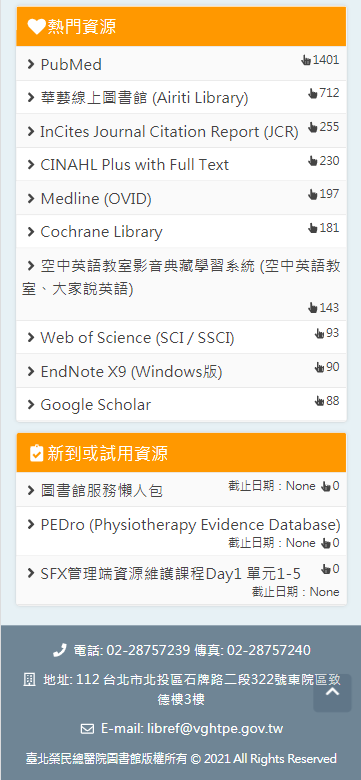 熱門資源
PubMed
1401
華藝線上圖書館 (Airiti Library)
712
InCites Journal Citation Report (JCR)
255
CINAHL Plus with Full Text
230
Medline (OVID)
197
Cochrane Library
181
空中英語教室影音典藏學習系統 (空中英語教
室、大家說英語)
143
Web of Science (SCI / SSCI)
93
EndNote X9 (Windows版)
90
Google Scholar
88
新到或試用資源
圖書館服務懶人包
截止日期：None 0
PEDro (Physiotherapy Evidence Database)
截止日期：None 0
SFX管理端資源維護課程Day1 單元1-5
0
截止日期：None
電話: 02-28757239 傳真: 02-28757240
地址: 112 台北市北投區石牌路二段322號東院區致
德樓3樓
E-mail: libref@vghtpe.gov.tw
臺北榮民總醫院圖書館版權所有 © 2021 All Rights Reserved